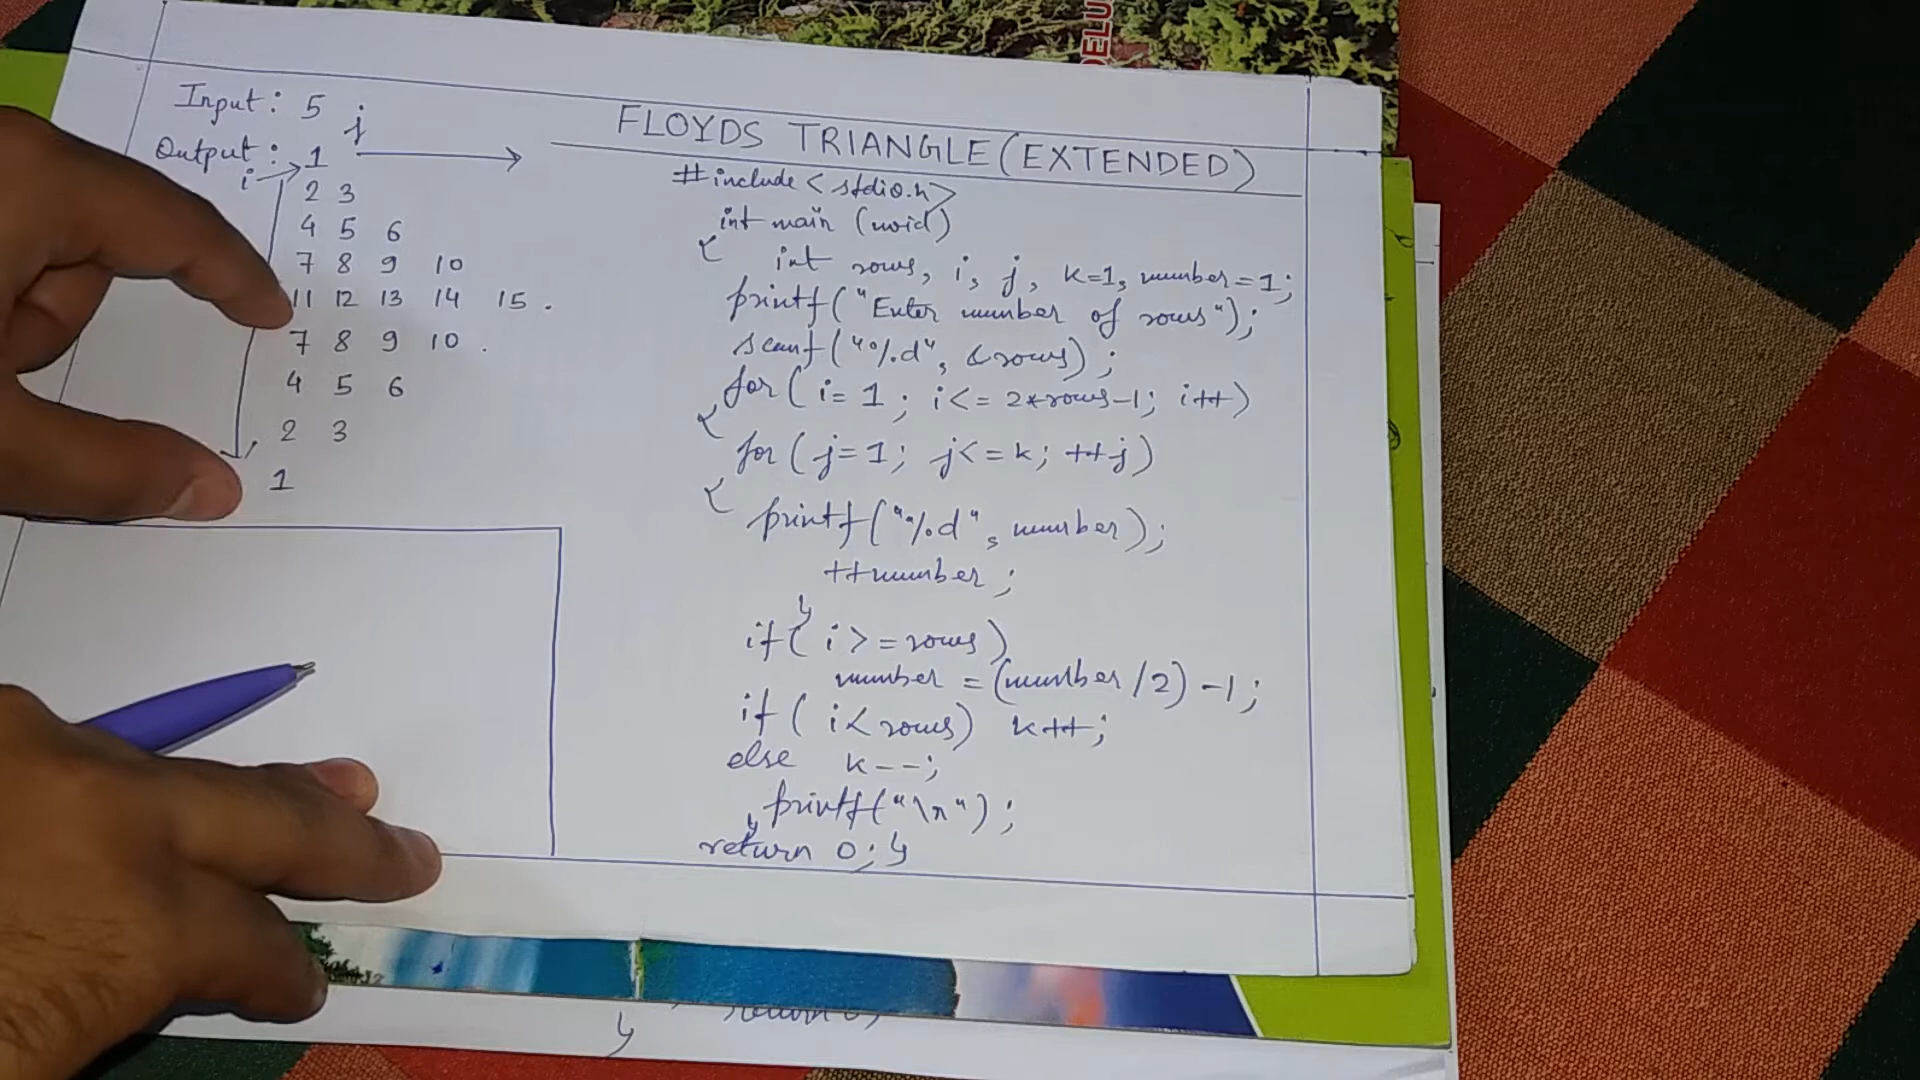 Input: 5
j
Output: 1
i
2 3
4 5 6
7 8 9 10
11 12 13 14 15.
7 8 9 10.
4 5 6
2 3
1
FLOYDS TRIANGLE (EXTENDED)
#include <stdio.h>
int main (void)
{
int rows, i, j, k=1, number=1;
printf("Enter number of rows");
scanf("%d", &rows);
for (i=1; i<=2*rows-1; i++)
{
for (j=1; j<=k; ++j)
{
printf("%d", number);
++number;
}
if (i>=rows)
number = (number/2)-1;
if (i<rows) k++;
else k--;
printf("\n");
}
return 0; }
DELU
return 0;
}